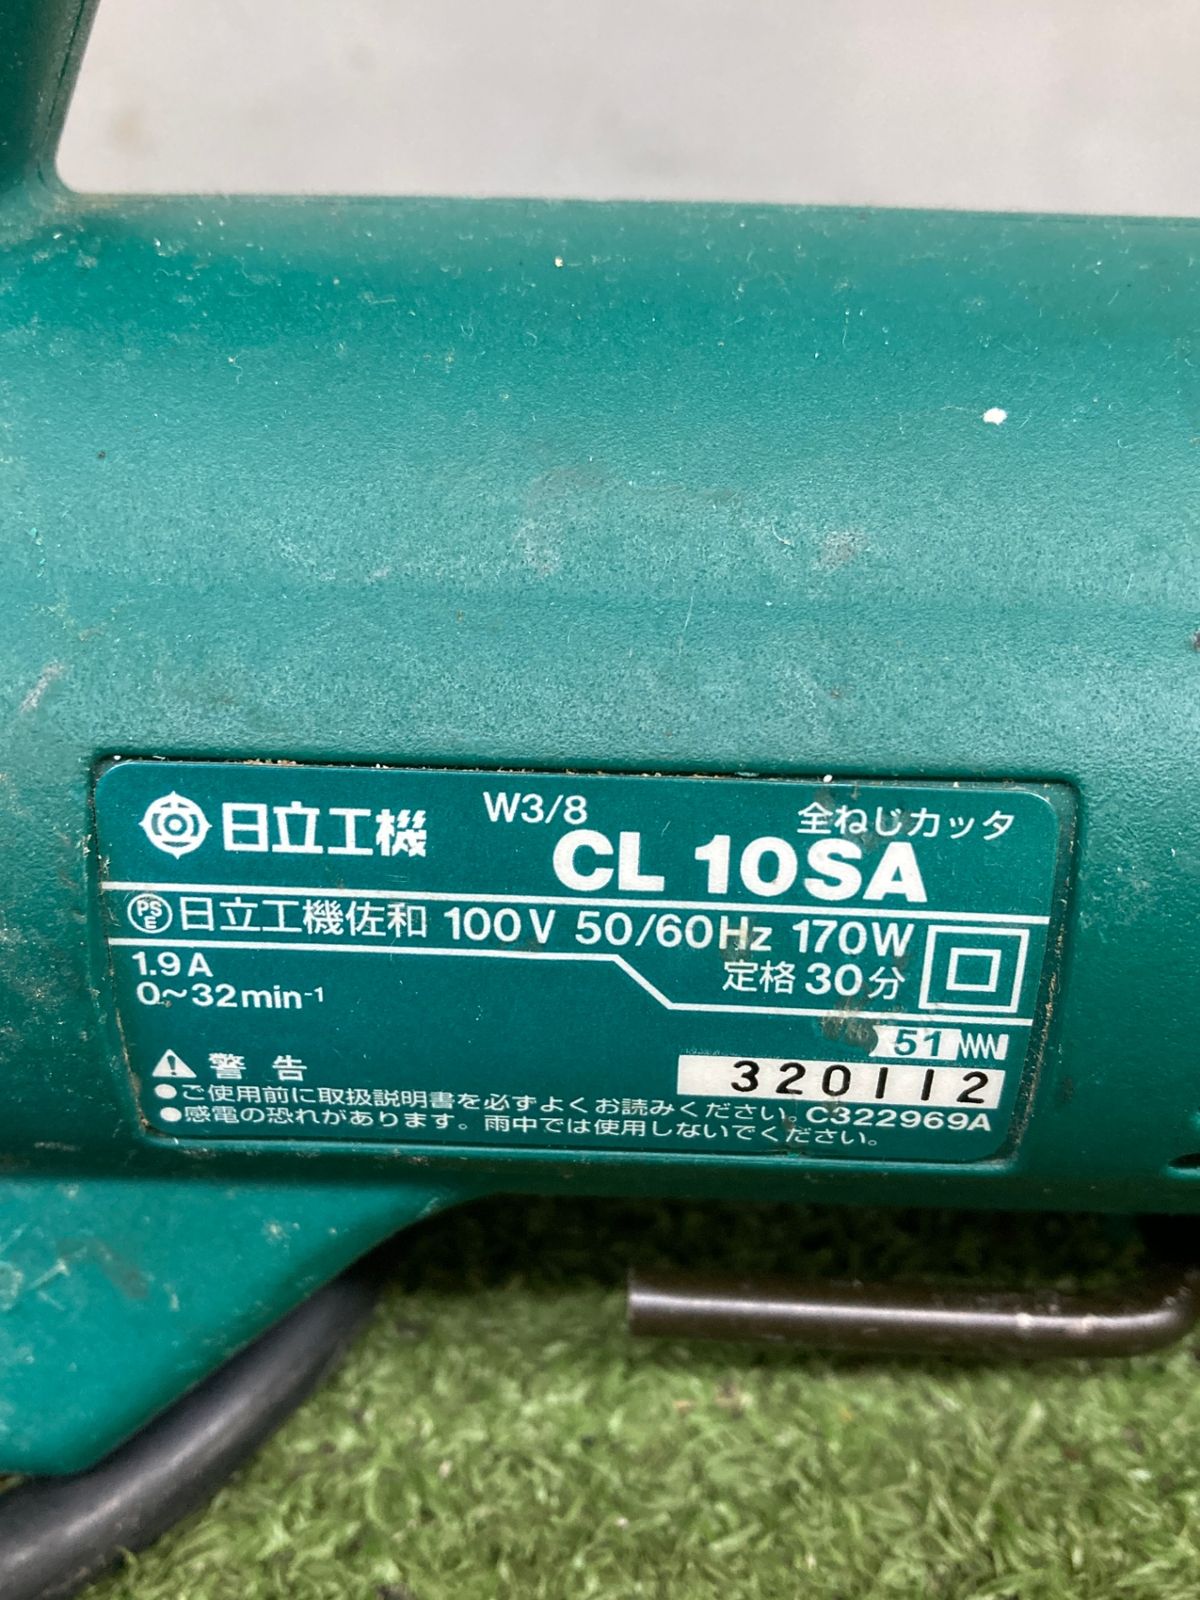 日立工機 W3/8 全ねじカッタ
CL 10SA
PSE 日立工機佐和 100V 50/60Hz 170W
1.9A 定格 30分
0~32min⁻¹
51
320112
警告
●ご使用前に取扱説明書を必ずよくお読みください。C322969A
●感電の恐れがあります。雨中では使用しないでください。